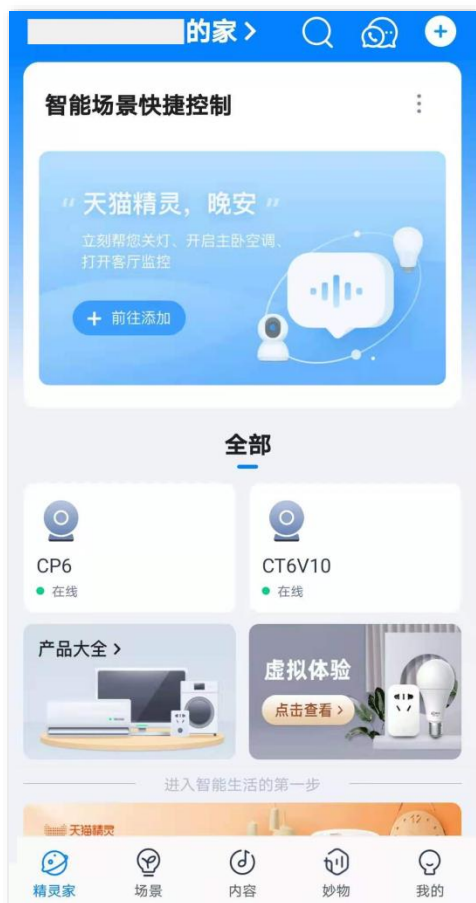 的家 >
智能场景快捷控制
“ 天猫精灵，晚安 ”
立刻帮您关灯、开启主卧空调、
打开客厅监控
+ 前往添加
全部
CP6
CT6V10
在线
在线
产品大全 >
虚拟体验
点击查看 >
进入智能生活的第一步
天猫精灵
精灵家
场景
内容
妙物
我的